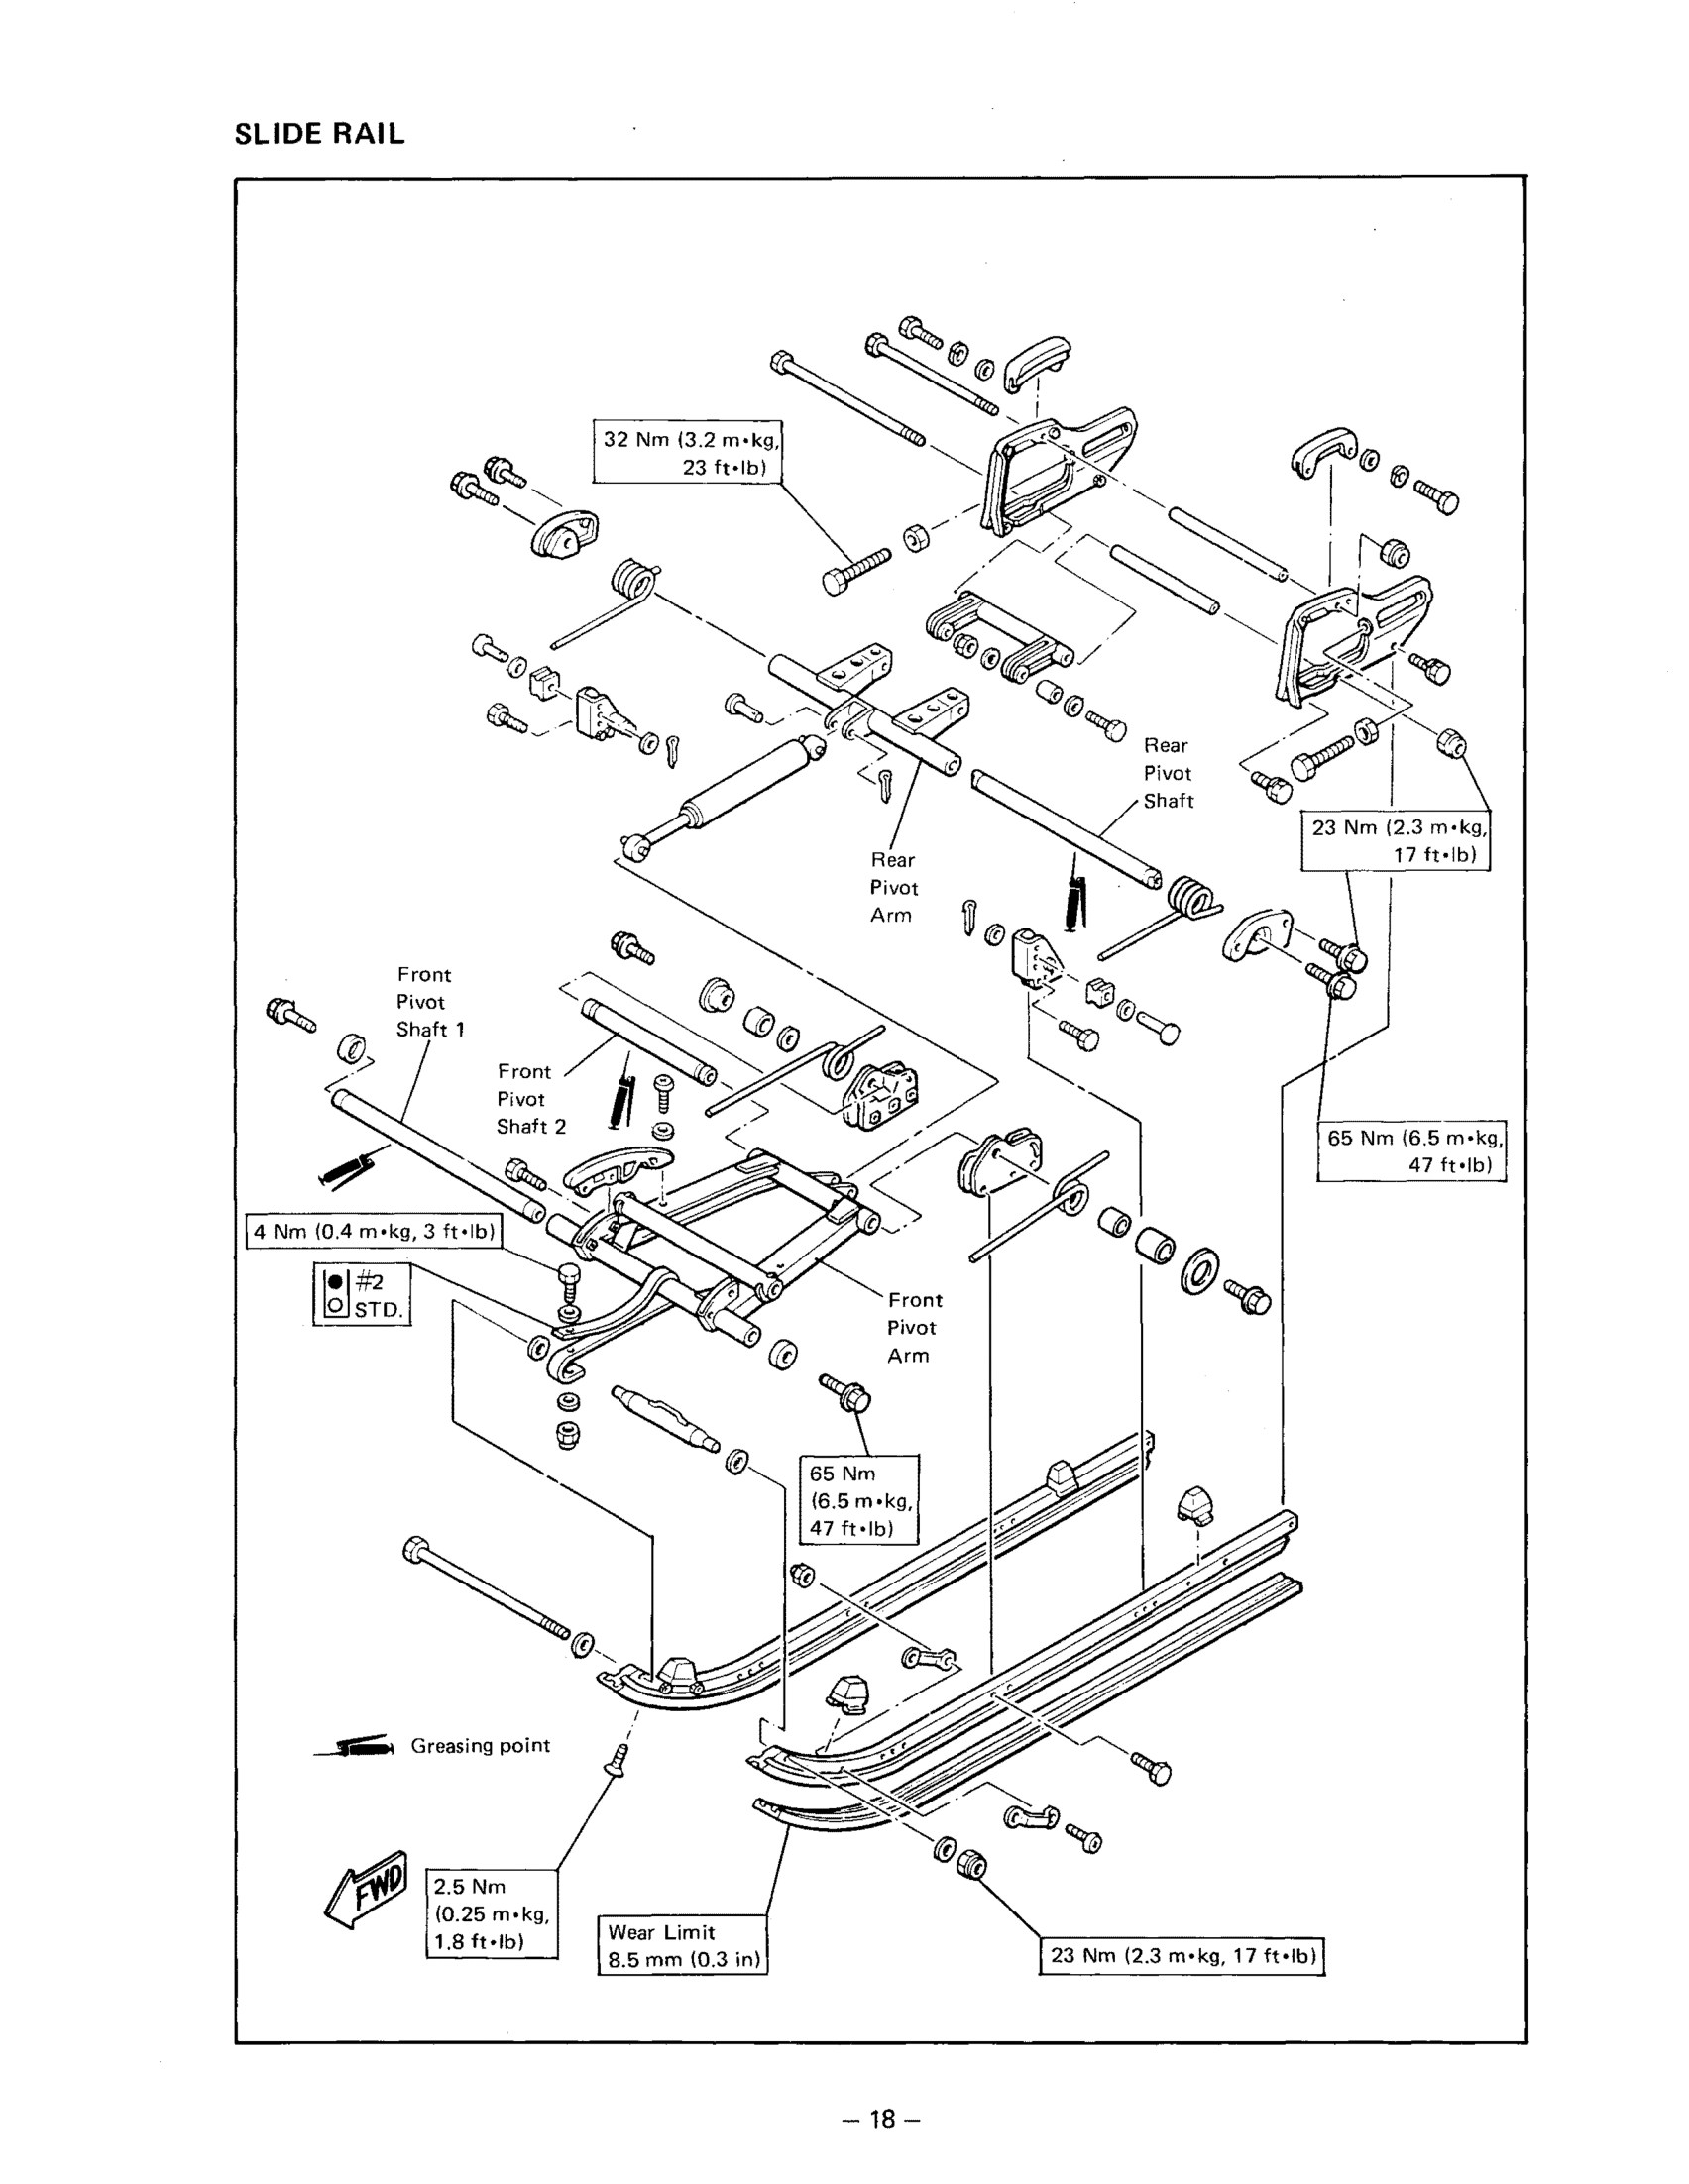 SLIDE RAIL
32 Nm (3.2 m•kg,
23 ft•lb)
Rear
Pivot
Shaft
23 Nm (2.3 m•kg,
17 ft•lb)
Rear
Pivot
Arm
Front
Pivot
Shaft 1
Front
Pivot
Shaft 2
65 Nm (6.5 m•kg,
47 ft•lb)
4 Nm (0.4 m•kg, 3 ft•lb)
#2
STD.
Front
Pivot
Arm
65 Nm
(6.5 m•kg,
47 ft•lb)
Greasing point
FWD
2.5 Nm
(0.25 m•kg,
1.8 ft•lb)
Wear Limit
8.5 mm (0.3 in)
23 Nm (2.3 m•kg, 17 ft•lb)
— 18 —